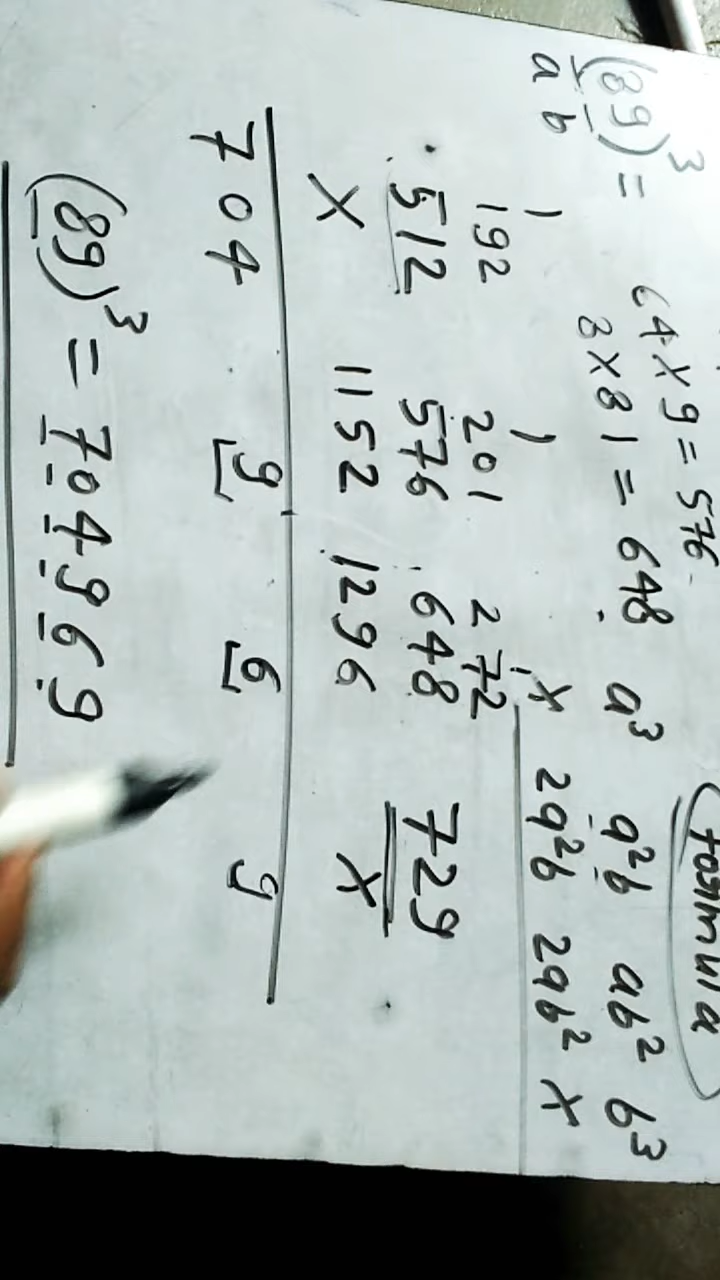 (89)³ =
a b
64 × 9 = 576
8 × 81 = 648
formula
a³ a²b ab² b³
x 2a²b 2ab² x
192 201 272
512 576 648 729
x 1152 1296 x
704 9 6 9
(89)³ = 704969